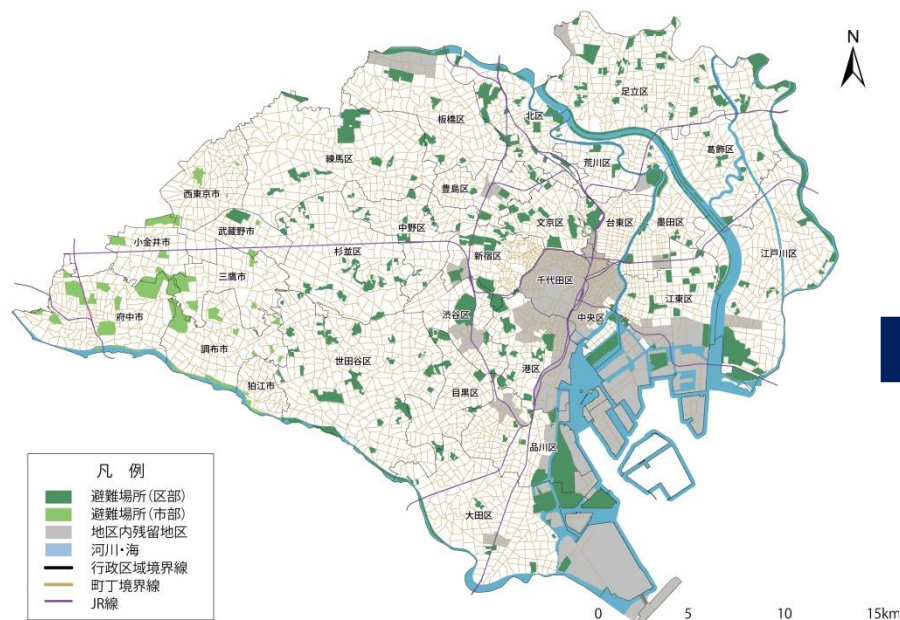 N
足立区
北区
板橋区
葛飾区
荒川区
練馬区
豊島区
西東京市
文京区
台東区
墨田区
武蔵野市
中野区
小金井市
杉並区
新宿区
江戸川区
三鷹市
千代田区
江東区
府中市
渋谷区
中央区
調布市
世田谷区
港区
狛江市
目黒区
品川区
大田区
凡 例
避難場所(区部)
避難場所(市部)
地区内残留地区
河川・海
行政区域境界線
町丁境界線
JR線
0 5 10 15km